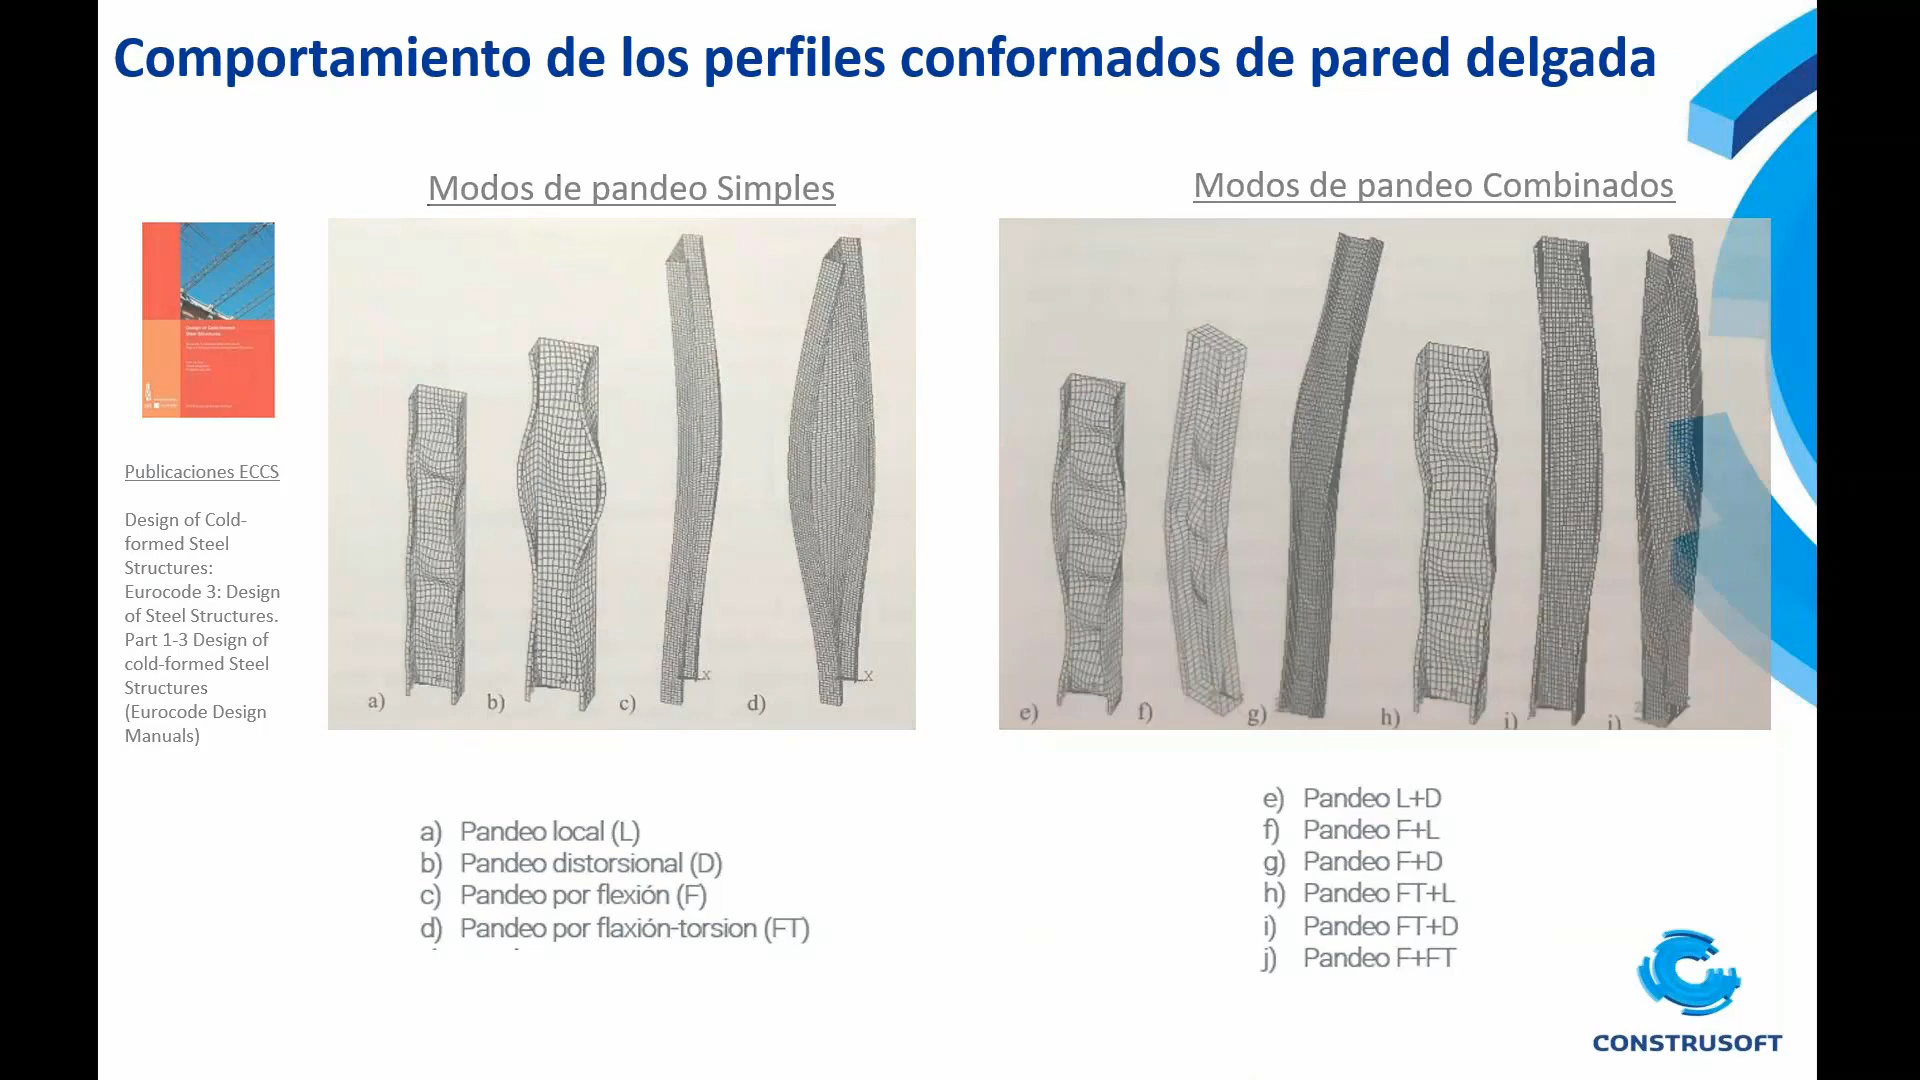 Comportamiento de los perfiles conformados de pared delgada
Modos de pandeo Simples
Modos de pandeo Combinados
Publicaciones ECCS
Design of Cold-
formed Steel
Structures:
Eurocode 3: Design
of Steel Structures.
Part 1-3 Design of
cold-formed Steel
Structures
(Eurocode Design
Manuals)
a)
b)
c)
d)
x
x
e)
f)
g)
h)
i)
j)
a) Pandeo local (L)
b) Pandeo distorsional (D)
c) Pandeo por flexión (F)
d) Pandeo por flaxión-torsion (FT)
e) Pandeo L+D
f) Pandeo F+L
g) Pandeo F+D
h) Pandeo FT+L
i) Pandeo FT+D
j) Pandeo F+FT
CONSTRUSOFT